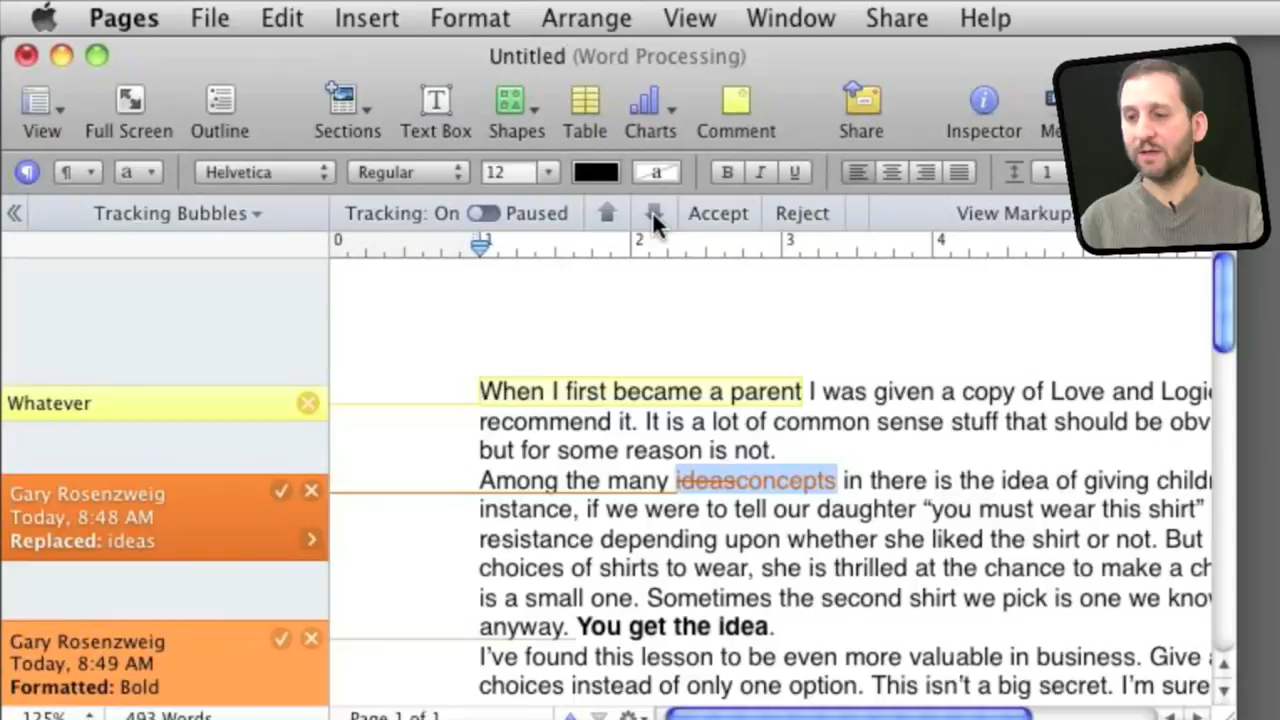 Pages File Edit Insert Format Arrange View Window Share Help
Untitled (Word Processing)
View Full Screen Outline Sections Text Box Shapes Table Charts Comment Share Inspector
¶ a Helvetica Regular 12 a B I U 1
Tracking Bubbles Tracking: On Paused Accept Reject View Markup
0 1 2 3 4
When I first became a parent I was given a copy of Love and Logic
Whatever
recommend it. It is a lot of common sense stuff that should be obv
but for some reason is not.
Among the many ideasconcepts in there is the idea of giving childr
Gary Rosenzweig
Today, 8:48 AM
Replaced: ideas
instance, if we were to tell our daughter “you must wear this shirt”
resistance depending upon whether she liked the shirt or not. But
choices of shirts to wear, she is thrilled at the chance to make a ch
is a small one. Sometimes the second shirt we pick is one we know
anyway. You get the idea.
Gary Rosenzweig
Today, 8:49 AM
Formatted: Bold
I’ve found this lesson to be even more valuable in business. Give
choices instead of only one option. This isn’t a big secret. I’m sure
125% 493 Words Page 1 of 1